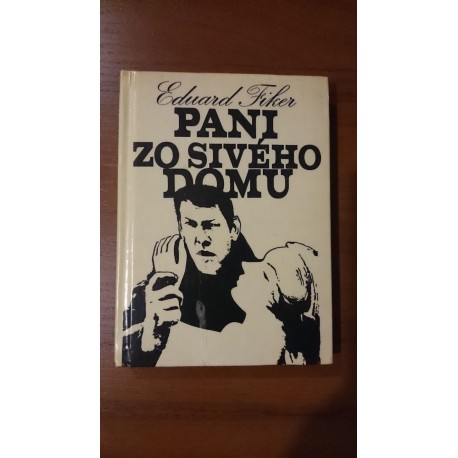 Eduard Fiker
PANI
ZO SIVÉHO
DOMU